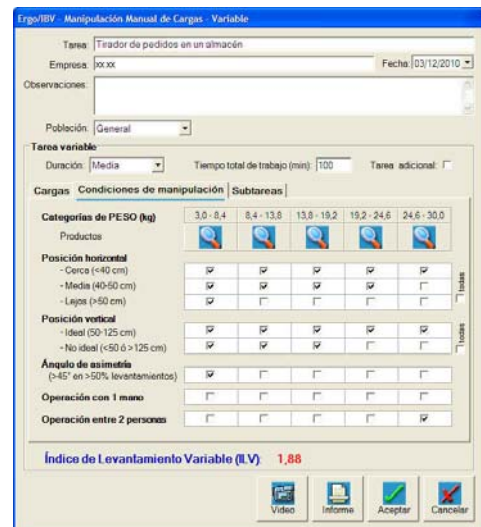 Ergo/IBV - Manipulación Manual de Cargas - Variable
Tarea: Tirador de pedidos en un almacén
Empresa: xx.xx Fecha: 03/12/2010
Observaciones:
Población: General
Tarea variable
Duración: Media Tiempo total de trabajo (min): 100 Tarea adicional:
Cargas Condiciones de manipulación Subtareas
Categorías de PESO (kg) 3,0 - 8,4 8,4 - 13,8 13,8 - 19,2 19,2 - 24,6 24,6 - 30,0
Productos
Posición horizontal
- Cerca (<40 cm)
- Media (40-50 cm)
- Lejos (>50 cm)
todas
Posición vertical
- Ideal (50-125 cm)
- No ideal (<50 ó >125 cm)
todas
Ángulo de asimetría
(>45° en >50% levantamientos)
Operación con 1 mano
Operación entre 2 personas
Índice de Levantamiento Variable (ILV): 1,88
Video Informe Aceptar Cancelar